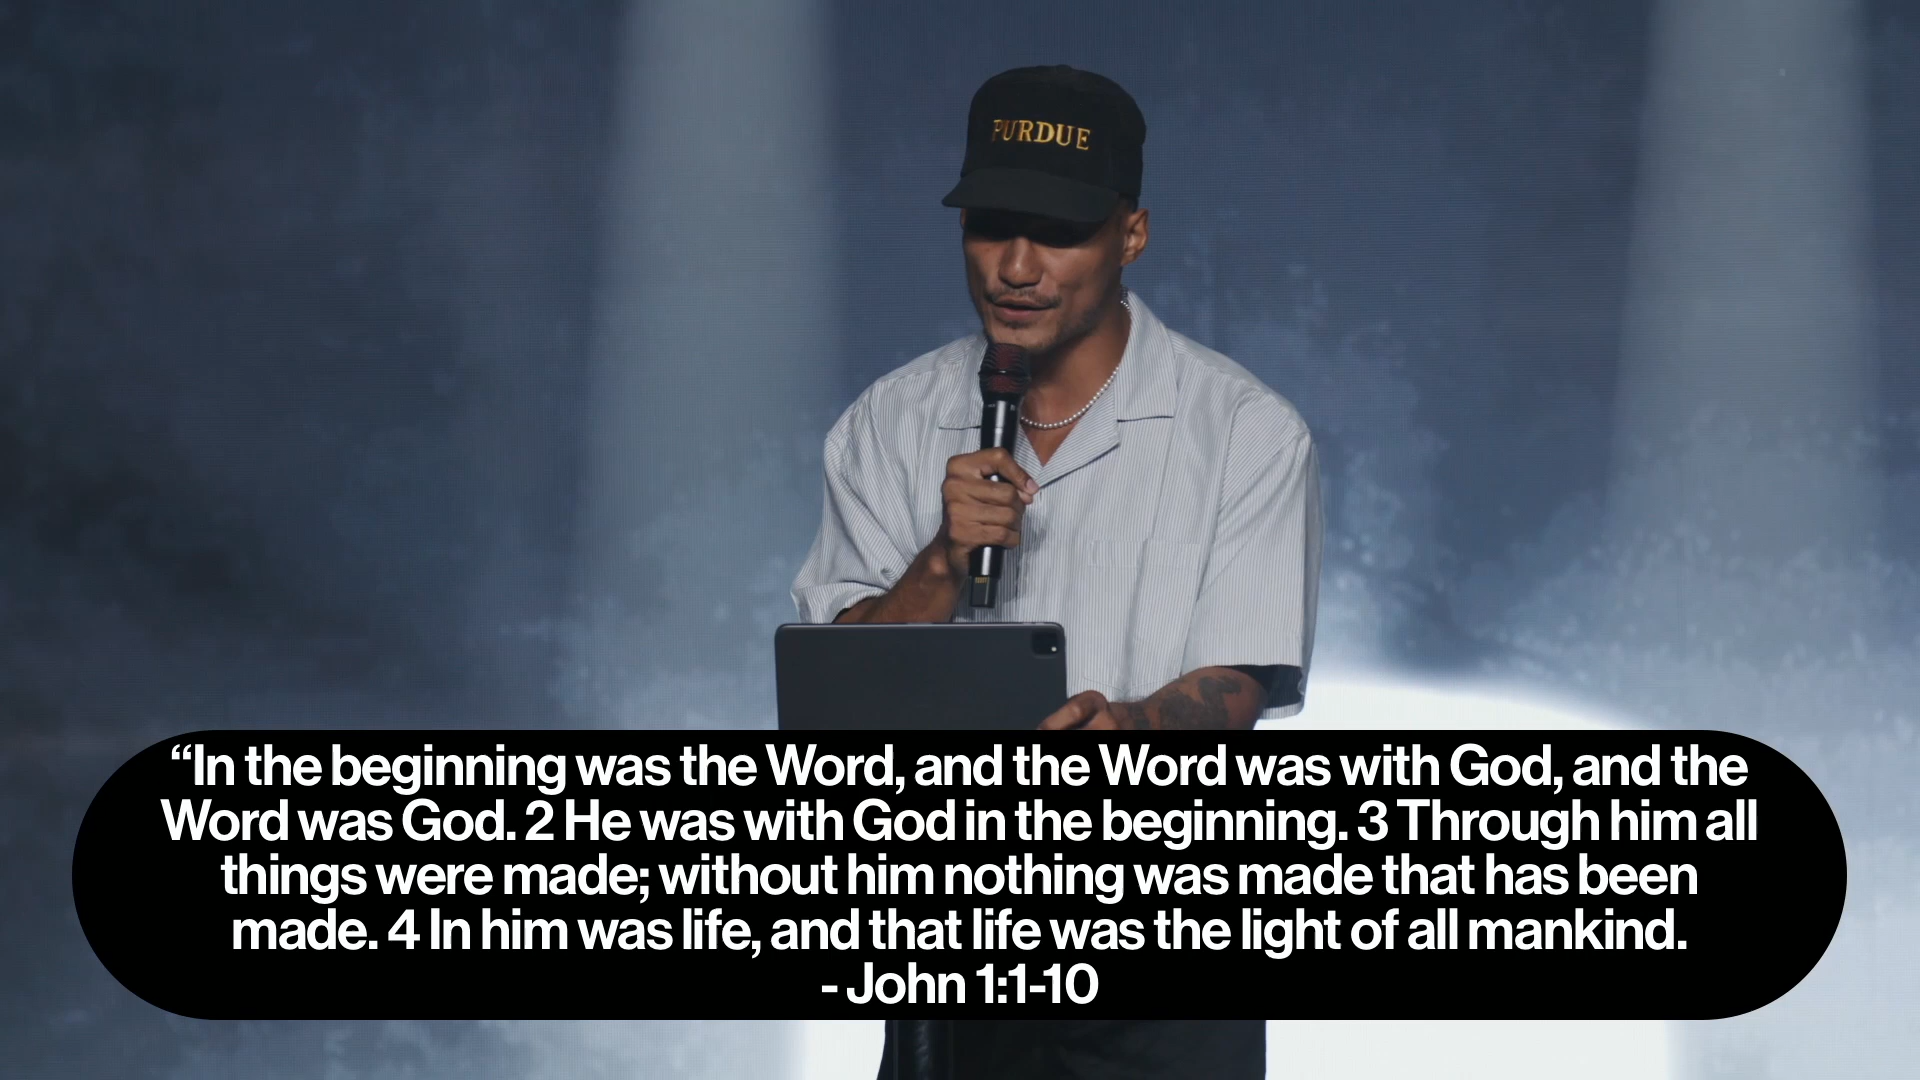 PURDUE
“In the beginning was the Word, and the Word was with God, and the
Word was God. 2 He was with God in the beginning. 3 Through him all
things were made; without him nothing was made that has been
made. 4 In him was life, and that life was the light of all mankind.
- John 1:1-10